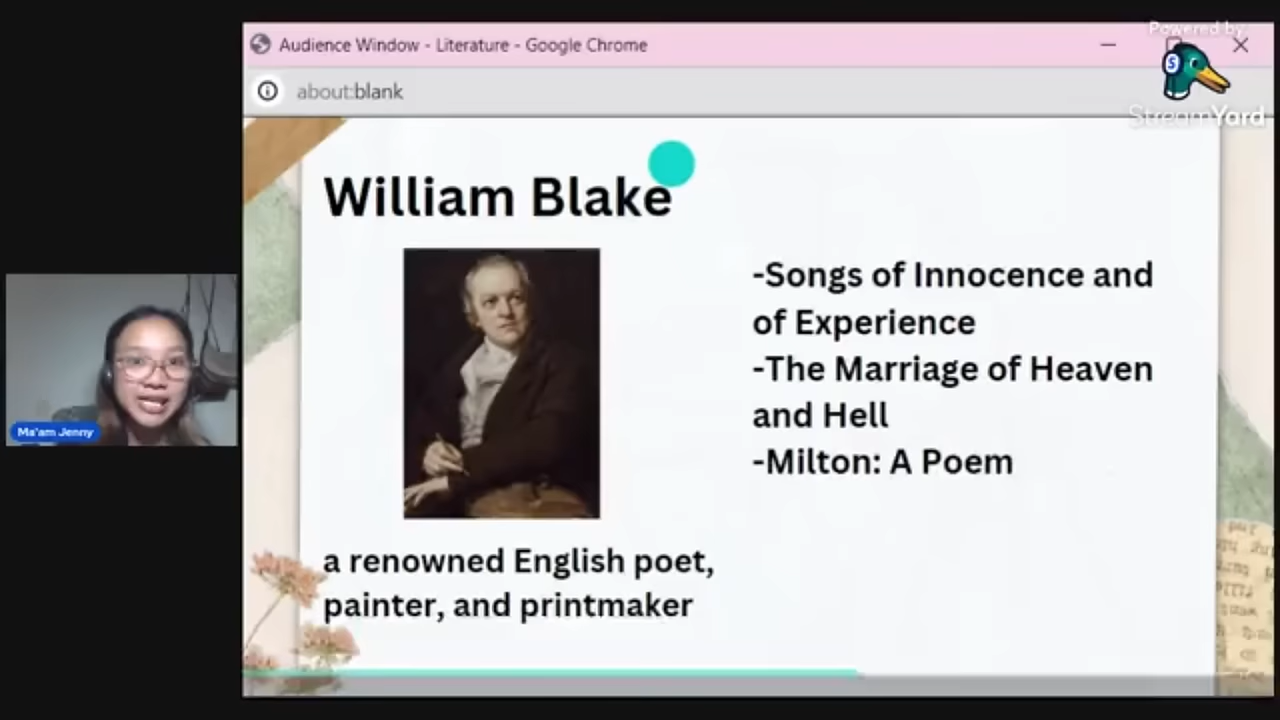 Audience Window - Literature - Google Chrome
Powered by
about:blank
StreamYard
William Blake
-Songs of Innocence and
of Experience
-The Marriage of Heaven
and Hell
-Milton: A Poem
Ma'am Jenny
a renowned English poet,
painter, and printmaker